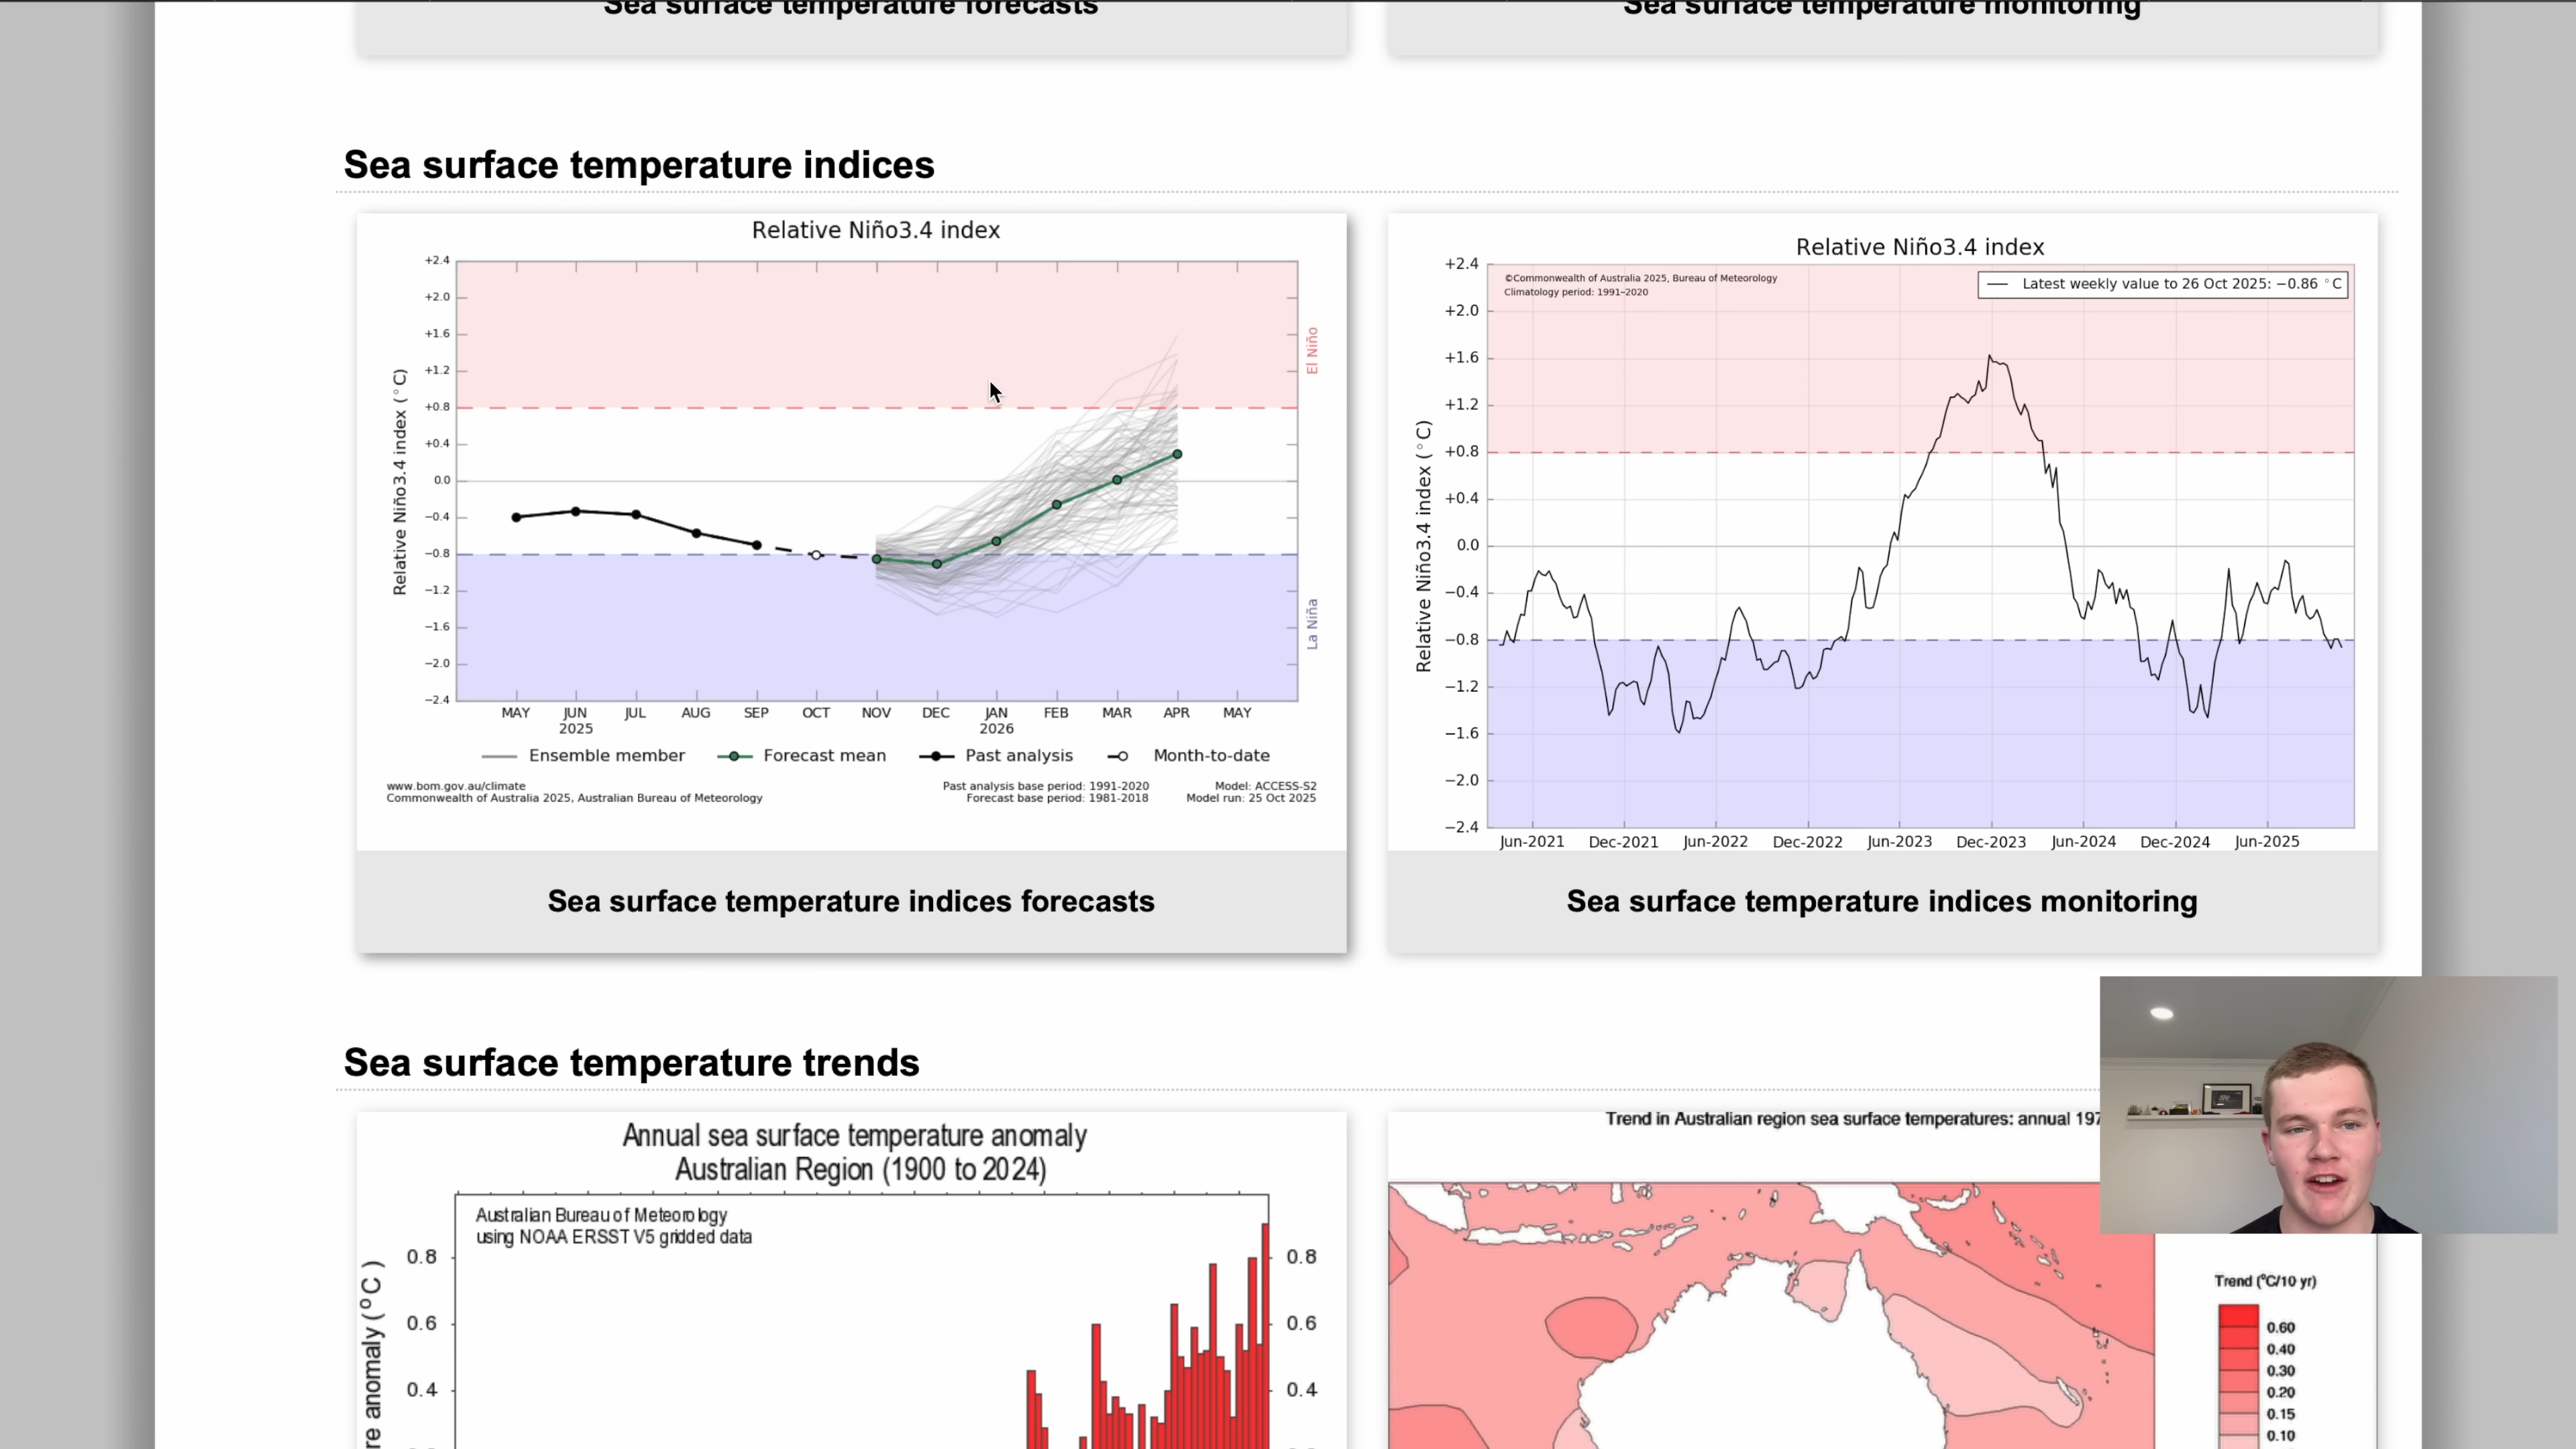 Sea surface temperature forecasts
Sea surface temperature monitoring
Sea surface temperature indices
Relative Niño3.4 index
+2.4
+2.0
+1.6
+1.2
+0.8
+0.4
0.0
−0.4
−0.8
−1.2
−1.6
−2.0
−2.4
Relative Niño3.4 index (°C)
El Niño
La Niña
MAY JUN JUL AUG SEP OCT NOV DEC JAN FEB MAR APR MAY
2025 2026
Ensemble member Forecast mean Past analysis Month-to-date
www.bom.gov.au/climate
Commonwealth of Australia 2025, Australian Bureau of Meteorology
Past analysis base period: 1991-2020
Forecast base period: 1981-2018
Model: ACCESS-S2
Model run: 25 Oct 2025
Sea surface temperature indices forecasts
Relative Niño3.4 index
©Commonwealth of Australia 2025, Bureau of Meteorology
Climatology period: 1991–2020
Latest weekly value to 26 Oct 2025: −0.86 °C
+2.4
+2.0
+1.6
+1.2
+0.8
+0.4
0.0
−0.4
−0.8
−1.2
−1.6
−2.0
−2.4
Relative Niño3.4 index (°C)
Jun-2021 Dec-2021 Jun-2022 Dec-2022 Jun-2023 Dec-2023 Jun-2024 Dec-2024 Jun-2025
Sea surface temperature indices monitoring
Sea surface temperature trends
Annual sea surface temperature anomaly
Australian Region (1900 to 2024)
Australian Bureau of Meteorology
using NOAA ERSST V5 gridded data
0.8 0.8
0.6 0.6
0.4 0.4
anomaly (°C)
Trend in Australian region sea surface temperatures: annual
Trend (°C/10 yr)
0.60
0.40
0.30
0.20
0.15
0.10